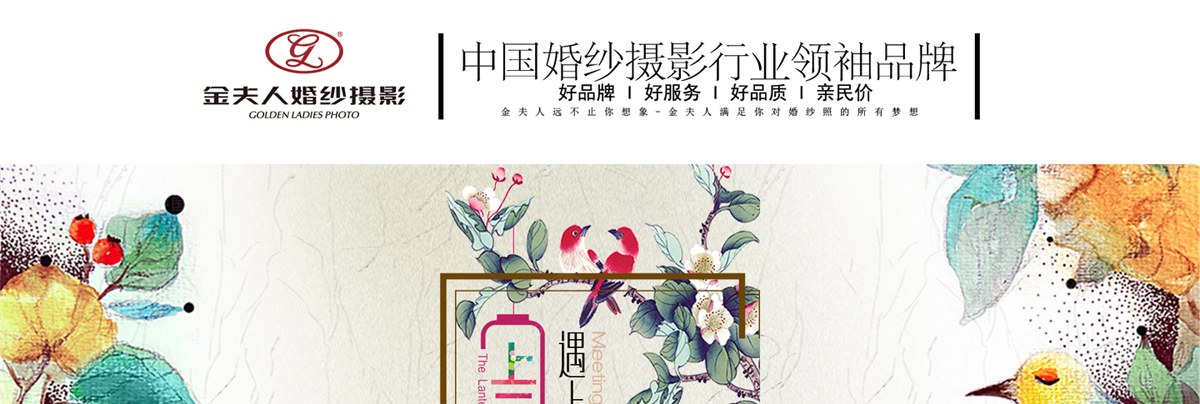 金夫人婚纱摄影
GOLDEN LADIES PHOTO
中国婚纱摄影行业领袖品牌
好品牌 I 好服务 I 好品质 I 亲民价
金夫人远不止你想象-金夫人满足你对婚纱照的所有梦想
上
The Lante
遇上
Meeting